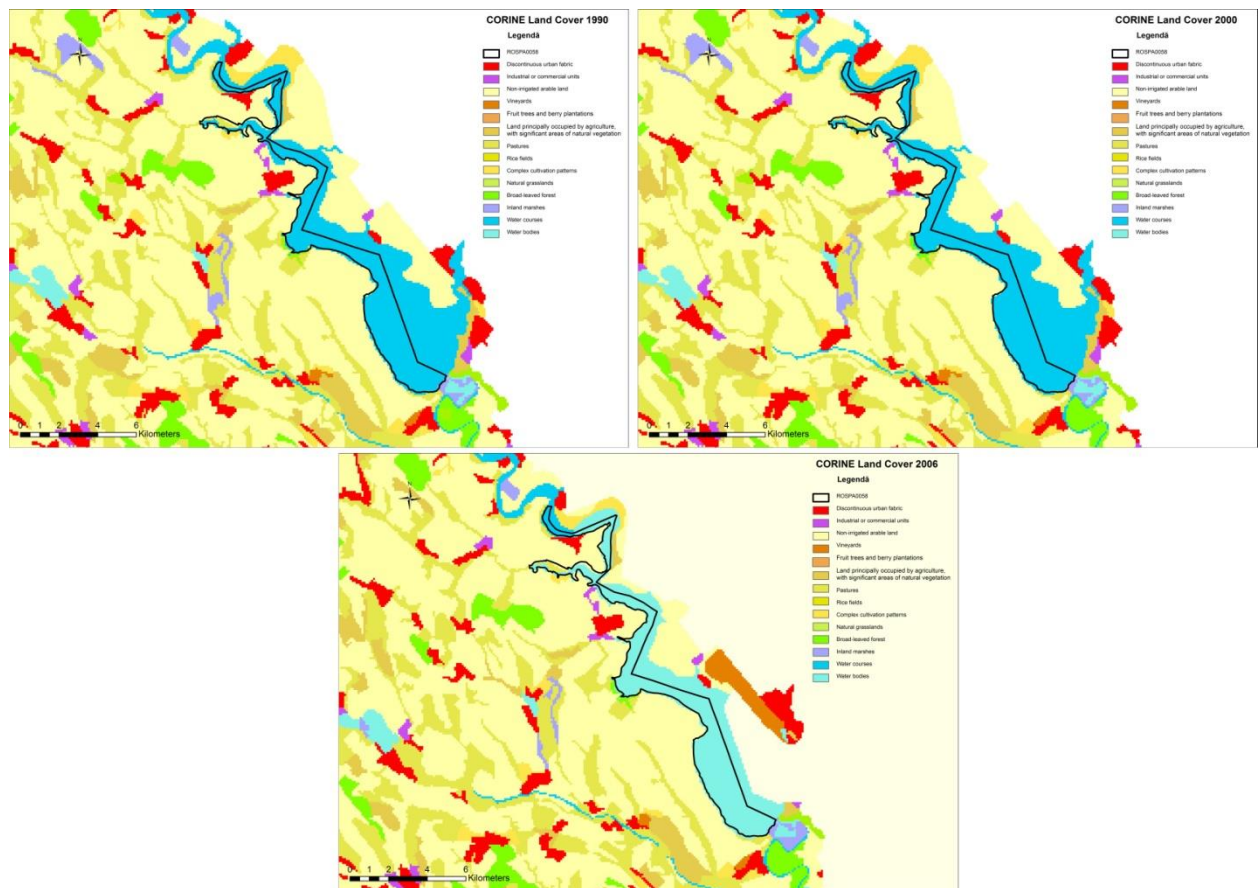 CORINE Land Cover 1990
Legendă
ROSPA0058
Discontinuous urban fabric
Industrial or commercial units
Non-irrigated arable land
Vineyards
Fruit trees and berry plantations
Land principally occupied by agriculture,
with significant areas of natural vegetation
Pastures
Rice fields
Complex cultivation patterns
Natural grasslands
Broad-leaved forest
Inland marshes
Water courses
Water bodies
0 1 2 4 6
Kilometers
CORINE Land Cover 2000
Legendă
ROSPA0058
Discontinuous urban fabric
Industrial or commercial units
Non-irrigated arable land
Vineyards
Fruit trees and berry plantations
Land principally occupied by agriculture,
with significant areas of natural vegetation
Pastures
Rice fields
Complex cultivation patterns
Natural grasslands
Broad-leaved forest
Inland marshes
Water courses
Water bodies
0 1 2 4 6
Kilometers
CORINE Land Cover 2006
Legendă
ROSPA0058
Discontinuous urban fabric
Industrial or commercial units
Non-irrigated arable land
Vineyards
Fruit trees and berry plantations
Land principally occupied by agriculture,
with significant areas of natural vegetation
Pastures
Rice fields
Complex cultivation patterns
Natural grasslands
Broad-leaved forest
Inland marshes
Water courses
Water bodies
0 1 2 4 6
Kilometers